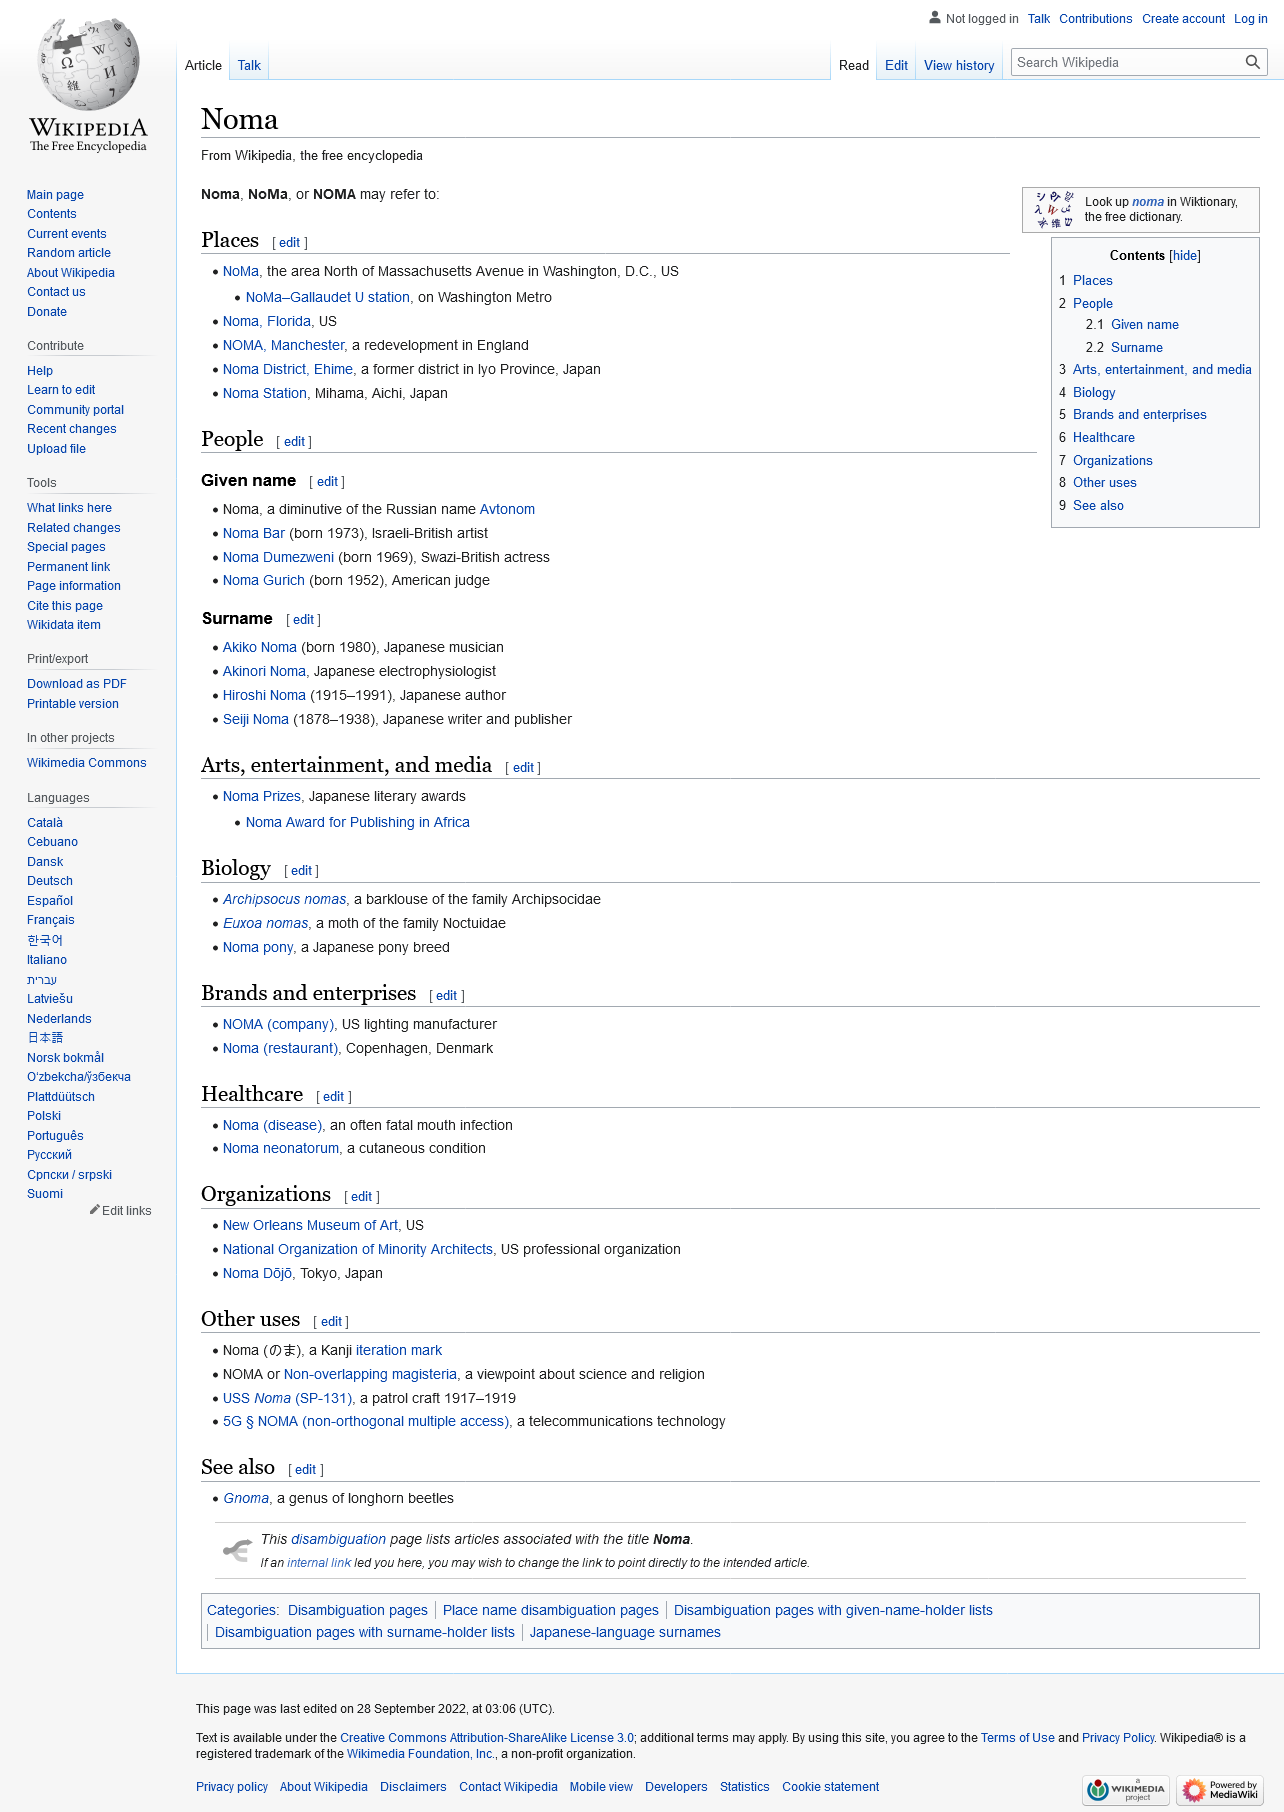 Not logged in Talk Contributions Create account Log in
Article Talk Read Edit View history Search Wikipedia
WIKIPEDIA
The Free Encyclopedia
Main page
Contents
Current events
Random article
About Wikipedia
Contact us
Donate
Contribute
Help
Learn to edit
Community portal
Recent changes
Upload file
Tools
What links here
Related changes
Special pages
Permanent link
Page information
Cite this page
Wikidata item
Print/export
Download as PDF
Printable version
In other projects
Wikimedia Commons
Languages
Català
Cebuano
Dansk
Deutsch
Español
Français
한국어
Italiano
עברית
Latviešu
Nederlands
日本語
Norsk bokmål
Oʻzbekcha/ўзбекча
Plattdüütsch
Polski
Português
Русский
Српски / srpski
Suomi
Edit links
Noma
From Wikipedia, the free encyclopedia
Noma, NoMa, or NOMA may refer to:
Look up noma in Wiktionary,
the free dictionary.
Contents [hide]
1 Places
2 People
2.1 Given name
2.2 Surname
3 Arts, entertainment, and media
4 Biology
5 Brands and enterprises
6 Healthcare
7 Organizations
8 Other uses
9 See also
Places [ edit ]
• NoMa, the area North of Massachusetts Avenue in Washington, D.C., US
• NoMa–Gallaudet U station, on Washington Metro
• Noma, Florida, US
• NOMA, Manchester, a redevelopment in England
• Noma District, Ehime, a former district in Iyo Province, Japan
• Noma Station, Mihama, Aichi, Japan
People [ edit ]
Given name [ edit ]
• Noma, a diminutive of the Russian name Avtonom
• Noma Bar (born 1973), Israeli-British artist
• Noma Dumezweni (born 1969), Swazi-British actress
• Noma Gurich (born 1952), American judge
Surname [ edit ]
• Akiko Noma (born 1980), Japanese musician
• Akinori Noma, Japanese electrophysiologist
• Hiroshi Noma (1915–1991), Japanese author
• Seiji Noma (1878–1938), Japanese writer and publisher
Arts, entertainment, and media [ edit ]
• Noma Prizes, Japanese literary awards
• Noma Award for Publishing in Africa
Biology [ edit ]
• Archipsocus nomas, a barklouse of the family Archipsocidae
• Euxoa nomas, a moth of the family Noctuidae
• Noma pony, a Japanese pony breed
Brands and enterprises [ edit ]
• NOMA (company), US lighting manufacturer
• Noma (restaurant), Copenhagen, Denmark
Healthcare [ edit ]
• Noma (disease), an often fatal mouth infection
• Noma neonatorum, a cutaneous condition
Organizations [ edit ]
• New Orleans Museum of Art, US
• National Organization of Minority Architects, US professional organization
• Noma Dōjō, Tokyo, Japan
Other uses [ edit ]
• Noma (のま), a Kanji iteration mark
• NOMA or Non-overlapping magisteria, a viewpoint about science and religion
• USS Noma (SP-131), a patrol craft 1917–1919
• 5G § NOMA (non-orthogonal multiple access), a telecommunications technology
See also [ edit ]
• Gnoma, a genus of longhorn beetles
This disambiguation page lists articles associated with the title Noma.
If an internal link led you here, you may wish to change the link to point directly to the intended article.
Categories: Disambiguation pages | Place name disambiguation pages | Disambiguation pages with given-name-holder lists
| Disambiguation pages with surname-holder lists | Japanese-language surnames
This page was last edited on 28 September 2022, at 03:06 (UTC).
Text is available under the Creative Commons Attribution-ShareAlike License 3.0; additional terms may apply. By using this site, you agree to the Terms of Use and Privacy Policy. Wikipedia® is a
registered trademark of the Wikimedia Foundation, Inc., a non-profit organization.
Privacy policy About Wikipedia Disclaimers Contact Wikipedia Mobile view Developers Statistics Cookie statement
A WIKIMEDIA project
Powered by MediaWiki